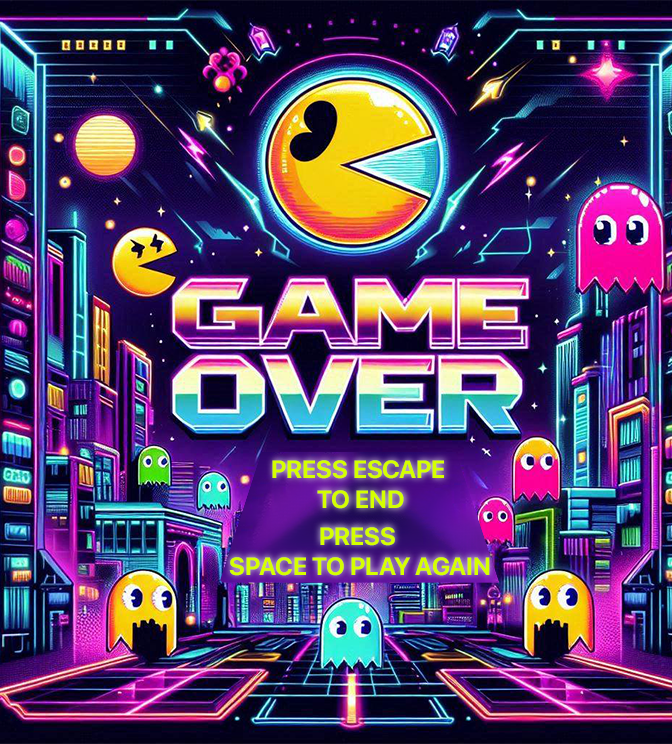 GAME
OVER
PRESS ESCAPE
TO END
PRESS
SPACE TO PLAY AGAIN